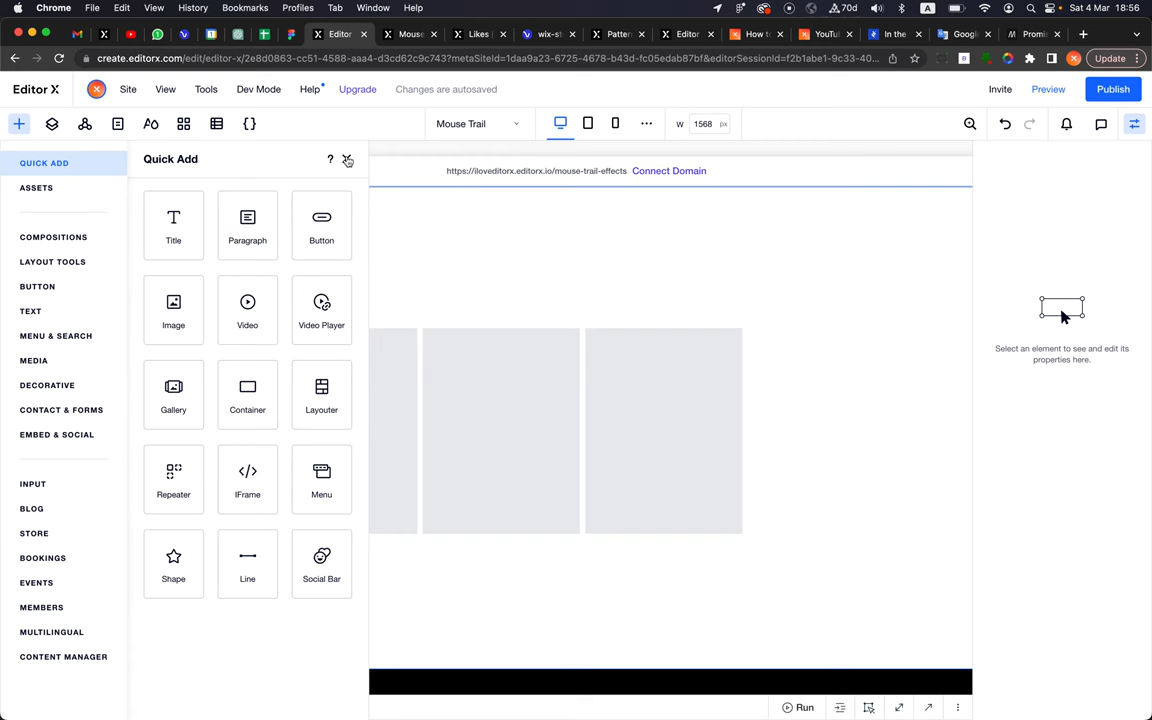 Chrome File Edit View History Bookmarks Profiles Tab Window Help 70d A Sat 4 Mar 18:56
Editor Mouse Likes wix-st Pattern Editor How to YouTu In the Googl Promi
create.editorx.com/edit/editor-x/2e8d0863-cc51-4588-aaa4-d3cd62c9c743?metaSiteId=1daa9a23-6725-4678-b43d-fc05edab87bf&editorSessionId=f2b1abe1-9c33-40... Update
Editor X Site View Tools Dev Mode Help Upgrade Changes are autosaved Invite Preview Publish
Mouse Trail W 1568 px
QUICK ADD
ASSETS
COMPOSITIONS
LAYOUT TOOLS
BUTTON
TEXT
MENU & SEARCH
MEDIA
DECORATIVE
CONTACT & FORMS
EMBED & SOCIAL
INPUT
BLOG
STORE
BOOKINGS
EVENTS
MEMBERS
MULTILINGUAL
CONTENT MANAGER
Quick Add ?
Title Paragraph Button
Image Video Video Player
Gallery Container Layouter
Repeater IFrame Menu
Shape Line Social Bar
https://iloveeditorx.editorx.io/mouse-trail-effects Connect Domain
Select an element to see and edit its
properties here.
Run